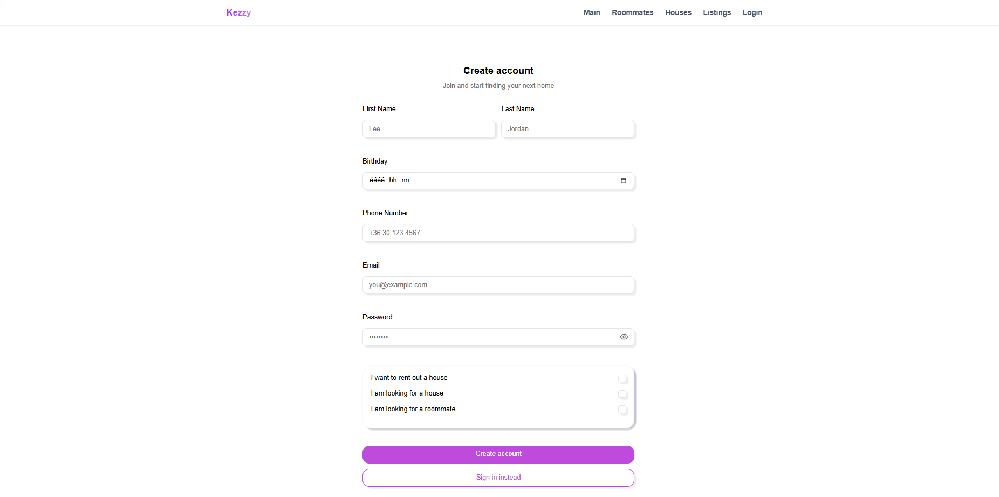 Kezzy Main Roommates Houses Listings Login
Create account
Join and start finding your next home
First Name Last Name
Lee Jordan
Birthday
éééé. hh. nn.
Phone Number
+36 30 123 4567
Email
you@example.com
Password
••••••••
I want to rent out a house
I am looking for a house
I am looking for a roommate
Create account
Sign in instead